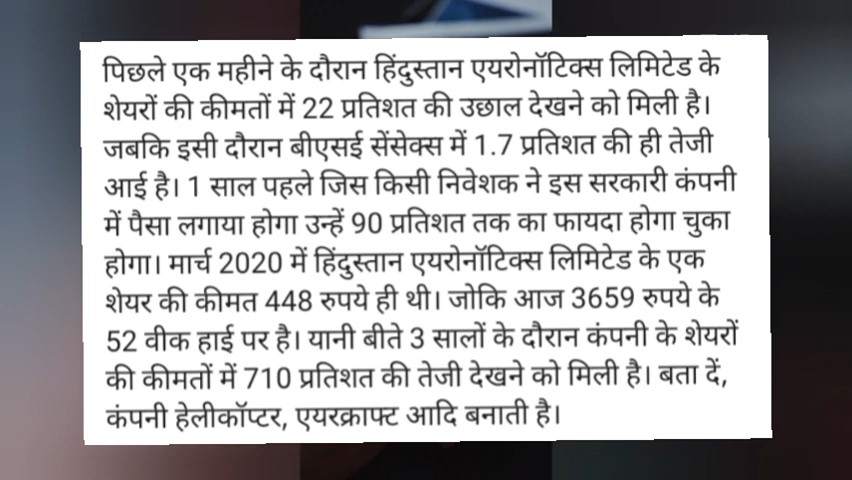 पिछले एक महीने के दौरान हिंदुस्तान एयरोनॉटिक्स लिमिटेड के
शेयरों की कीमतों में 22 प्रतिशत की उछाल देखने को मिली है।
जबकि इसी दौरान बीएसई सेंसेक्स में 1.7 प्रतिशत की ही तेजी
आई है। 1 साल पहले जिस किसी निवेशक ने इस सरकारी कंपनी
में पैसा लगाया होगा उन्हें 90 प्रतिशत तक का फायदा होगा चुका
होगा। मार्च 2020 में हिंदुस्तान एयरोनॉटिक्स लिमिटेड के एक
शेयर की कीमत 448 रुपये ही थी। जोकि आज 3659 रुपये के
52 वीक हाई पर है। यानी बीते 3 सालों के दौरान कंपनी के शेयरों
की कीमतों में 710 प्रतिशत की तेजी देखने को मिली है। बता दें,
कंपनी हेलीकॉप्टर, एयरक्राफ्ट आदि बनाती है।